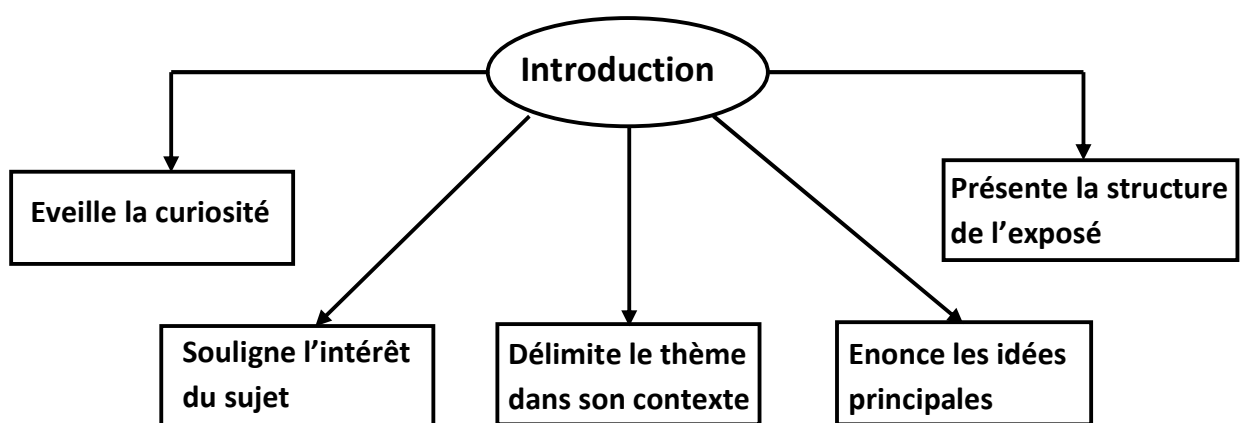 Introduction
Eveille la curiosité
Présente la structure
de l’exposé
Souligne l’intérêt
du sujet
Délimite le thème
dans son contexte
Enonce les idées
principales